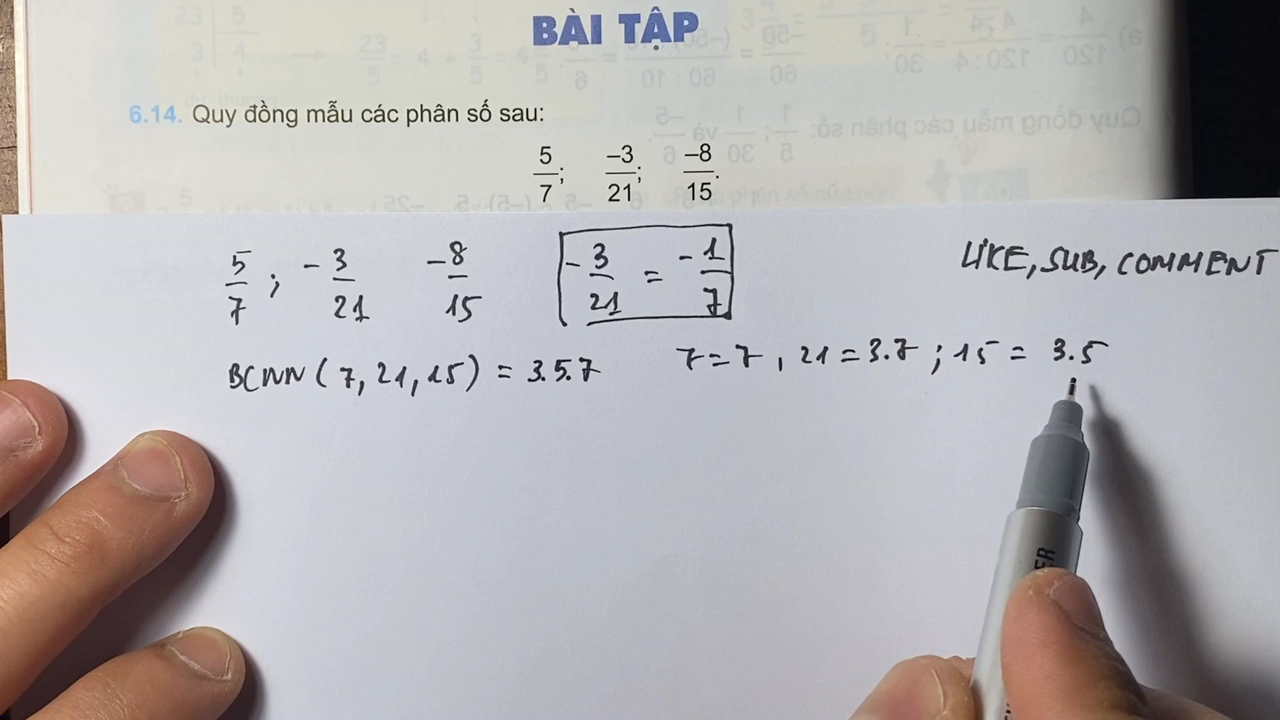 BÀI TẬP
6.14. Quy đồng mẫu các phân số sau:
5/7; –3/21; –8/15.
5/7 ; -3/21 -8/15 -3/21 = -1/7
LIKE, SUB, COMMENT
BCNN (7, 21, 15) = 3.5.7 7=7 , 21=3.7 ; 15 = 3.5